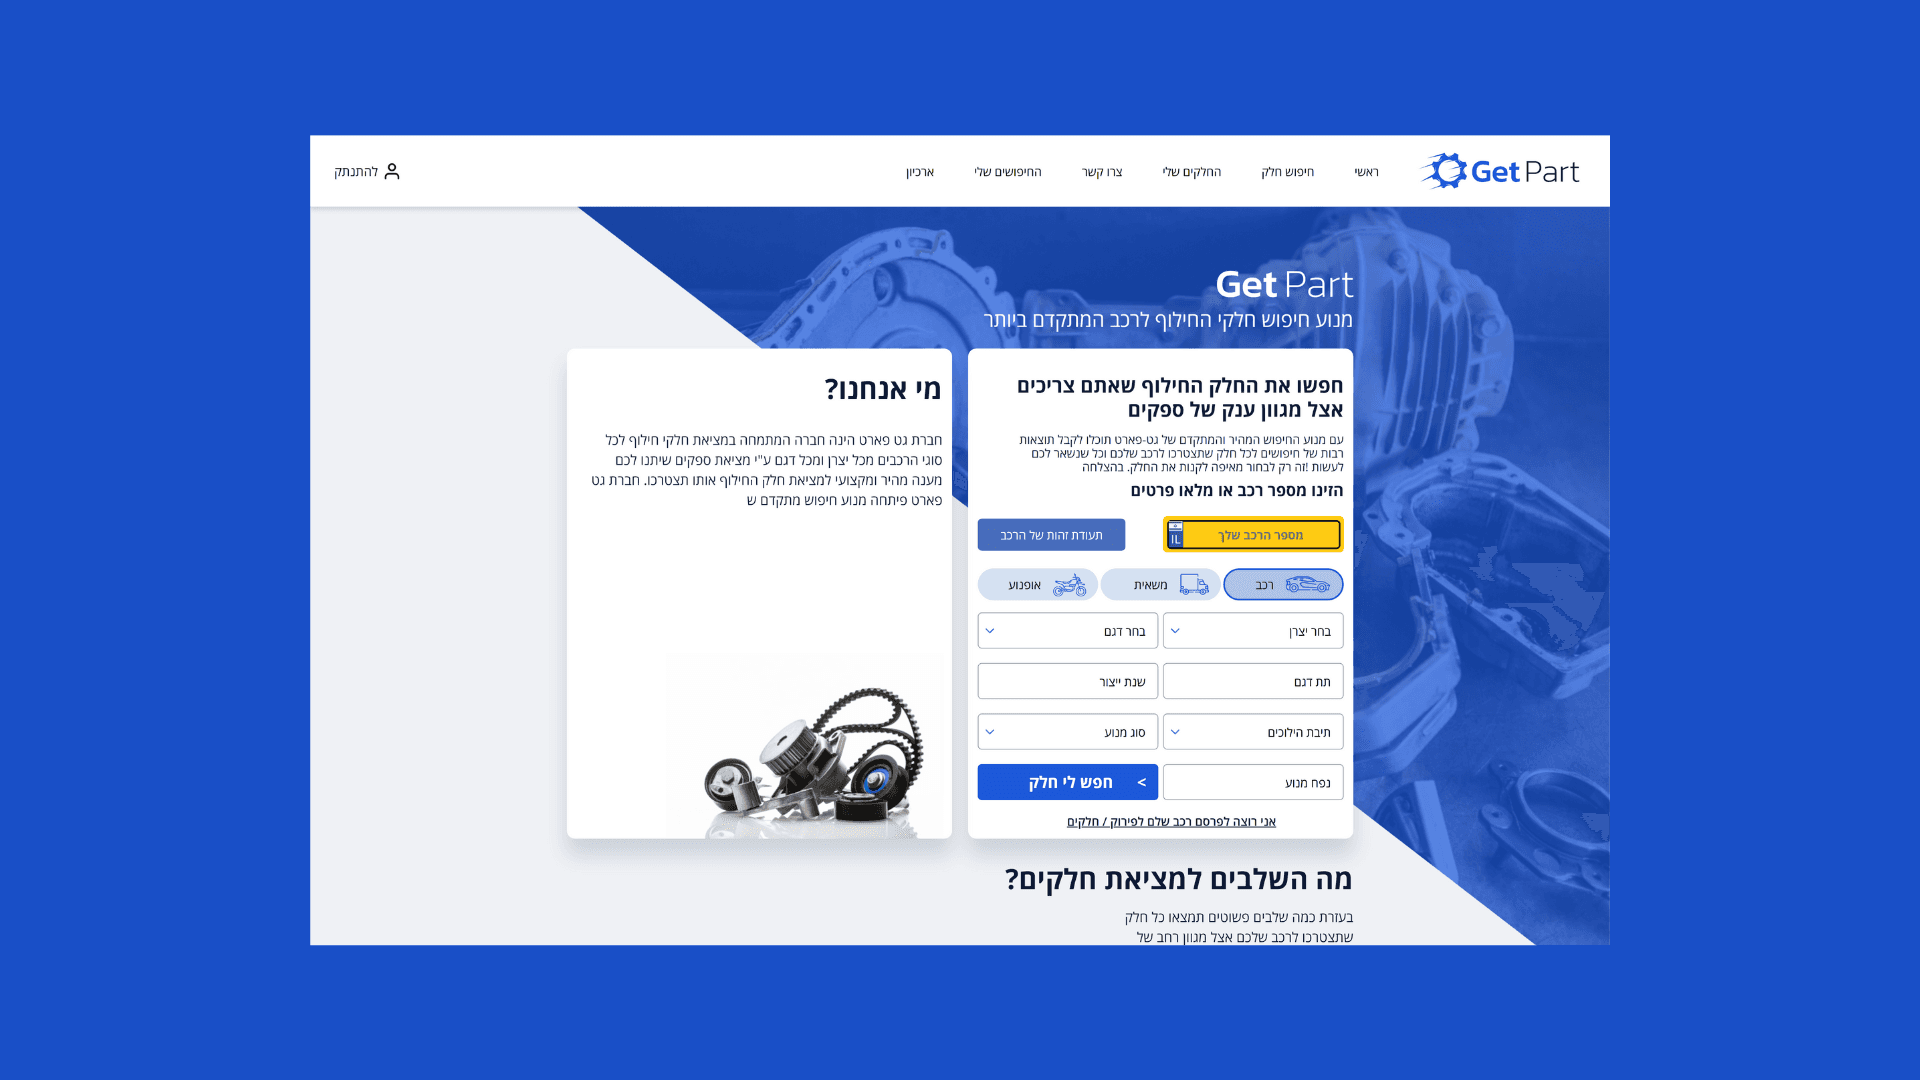 Get Part
ראשי
חיפוש חלק
החלקים שלי
צרו קשר
החיפושים שלי
ארכיון
להתנתק
Get Part
מנוע חיפוש חלקי החילוף לרכב המתקדם ביותר
חפשו את החלק החילוף שאתם צריכים
אצל מגוון ענק של ספקים
עם מנוע החיפוש המהיר והמתקדם של גט-פארט תוכלו לקבל תוצאות
רבות של חיפושים לכל חלק שתצטרכו לרכב שלכם וכל שנשאר לכם
לעשות !זה רק לבחור מאיפה לקנות את החלק. בהצלחה
הזינו מספר רכב או מלאו פרטים
מספר הרכב שלך
IL
תעודת זהות של הרכב
רכב
משאית
אופנוע
בחר יצרן
בחר דגם
תת דגם
שנת ייצור
תיבת הילוכים
סוג מנוע
נפח מנוע
חפש לי חלק >
אני רוצה לפרסם רכב שלם לפירוק / חלקים
מי אנחנו?
חברת גט פארט הינה חברה המתמחה במציאת חלקי חילוף לכל
סוגי הרכבים מכל יצרן ומכל דגם ע"י מציאת ספקים שיתנו לכם
מענה מהיר ומקצועי למציאת חלק החילוף אותו תצטרכו. חברת גט
פארט פיתחה מנוע חיפוש מתקדם ש
מה השלבים למציאת חלקים?
בעזרת כמה שלבים פשוטים תמצאו כל חלק
שתצטרכו לרכב שלכם אצל מגוון רחב של